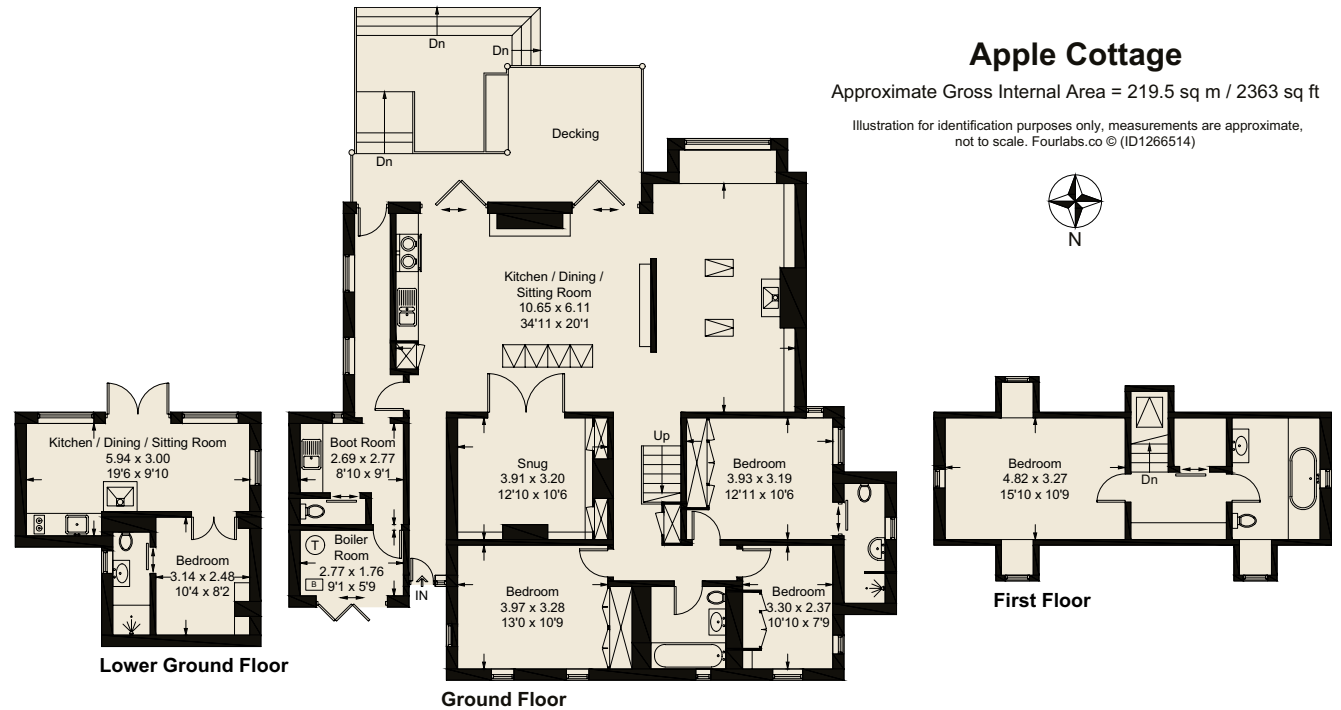 Apple Cottage
Approximate Gross Internal Area = 219.5 sq m / 2363 sq ft
Illustration for identification purposes only, measurements are approximate,
not to scale. Fourlabs.co © (ID1266514)
N
Dn
Dn
Dn
Decking
Kitchen / Dining /
Sitting Room
10.65 x 6.11
34'11 x 20'1
Boot Room
2.69 x 2.77
8'10 x 9'1
Snug
3.91 x 3.20
12'10 x 10'6
Up
Bedroom
3.93 x 3.19
12'11 x 10'6
T
B
Boiler
Room
2.77 x 1.76
9'1 x 5'9
IN
Bedroom
3.97 x 3.28
13'0 x 10'9
Bedroom
3.30 x 2.37
10'10 x 7'9
Ground Floor
Kitchen / Dining / Sitting Room
5.94 x 3.00
19'6 x 9'10
Bedroom
3.14 x 2.48
10'4 x 8'2
Lower Ground Floor
Bedroom
4.82 x 3.27
15'10 x 10'9
Dn
First Floor